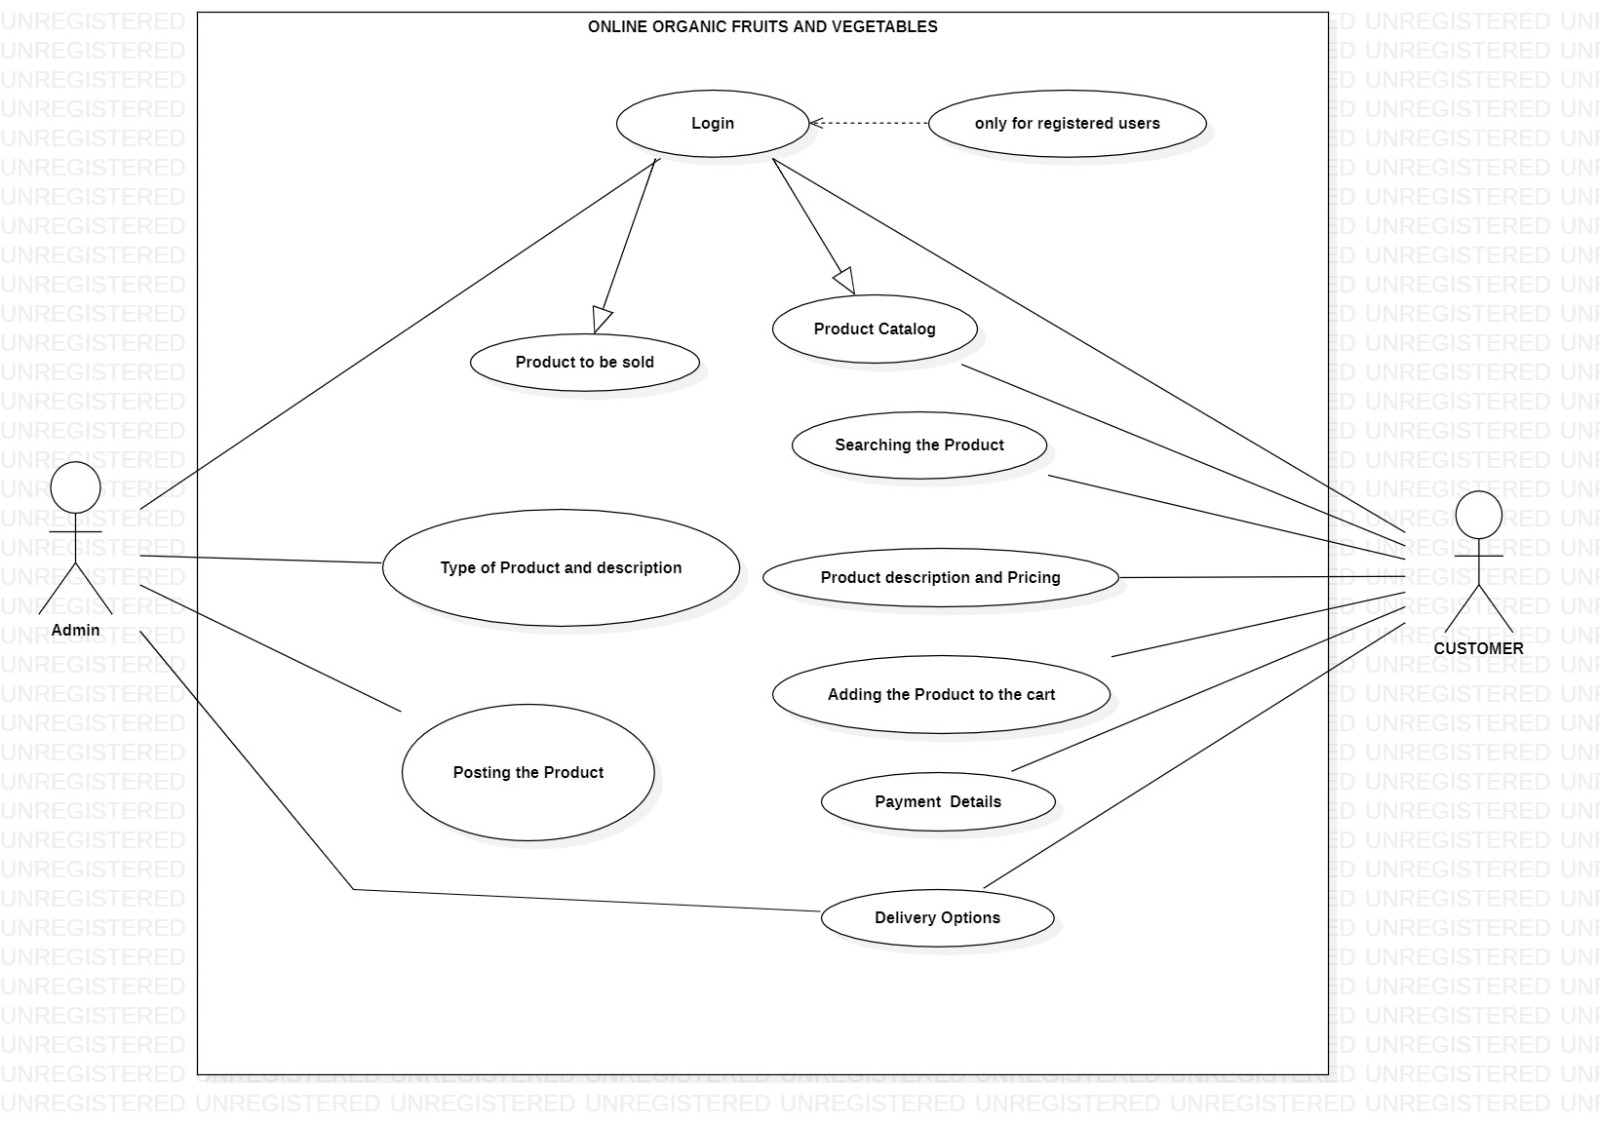 ONLINE ORGANIC FRUITS AND VEGETABLES
Login
only for registered users
Product Catalog
Product to be sold
Searching the Product
Type of Product and description
Product description and Pricing
Admin
CUSTOMER
Adding the Product to the cart
Posting the Product
Payment  Details
Delivery Options
UNREGISTERED UNREGISTERED UNREGISTERED UNREGISTERED UNREGISTERED UNREGISTERED UNREGISTERED UNREGISTERED